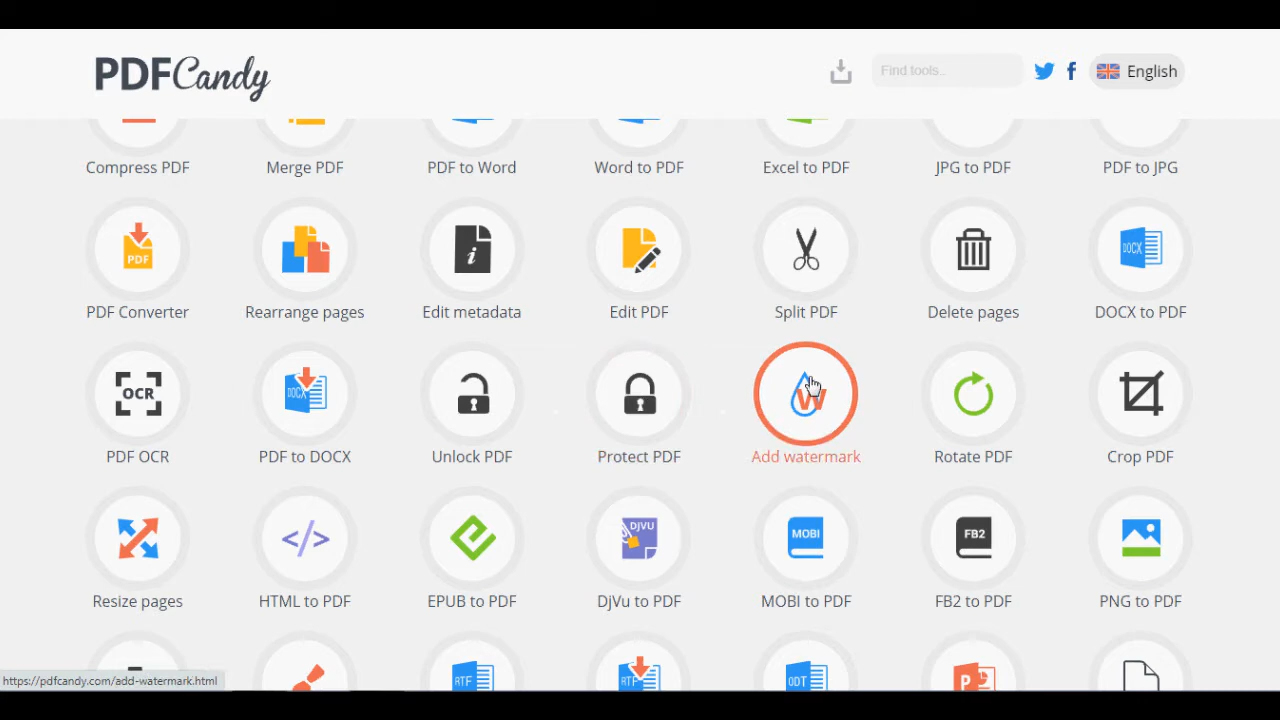 PDFCandy
Find tools..
English
Compress PDF
Merge PDF
PDF to Word
Word to PDF
Excel to PDF
JPG to PDF
PDF to JPG
PDF
DOCX
PDF Converter
Rearrange pages
Edit metadata
Edit PDF
Split PDF
Delete pages
DOCX to PDF
OCR
DOCX
W
PDF OCR
PDF to DOCX
Unlock PDF
Protect PDF
Add watermark
Rotate PDF
Crop PDF
</>
DJVU
MOBI
FB2
Resize pages
HTML to PDF
EPUB to PDF
DjVu to PDF
MOBI to PDF
FB2 to PDF
PNG to PDF
RTF
RTF
ODT
P
https://pdfcandy.com/add-watermark.html